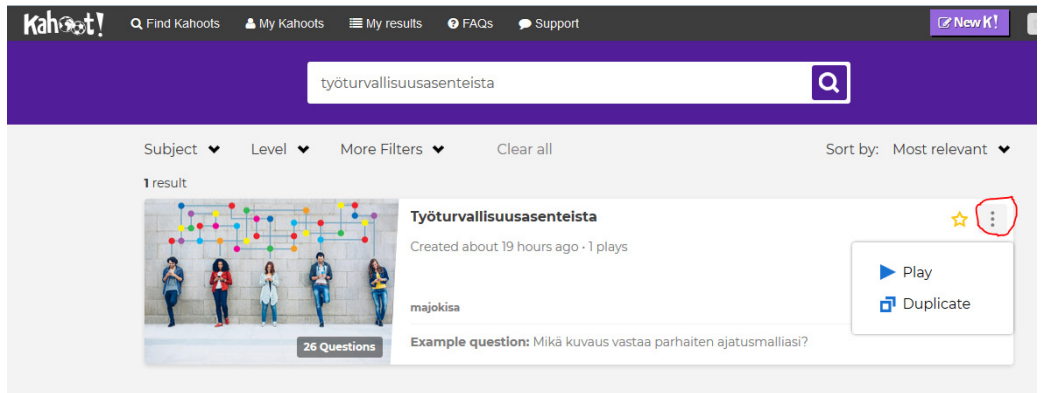 Kahoot! Find Kahoots My Kahoots My results FAQs Support New K!
työturvallisuusasenteista
Subject Level More Filters Clear all Sort by: Most relevant
1 result
Työturvallisuusasenteista
Created about 19 hours ago · 1 plays
Play
Duplicate
majokisa
26 Questions
Example question: Mikä kuvaus vastaa parhaiten ajatusmalliasi?